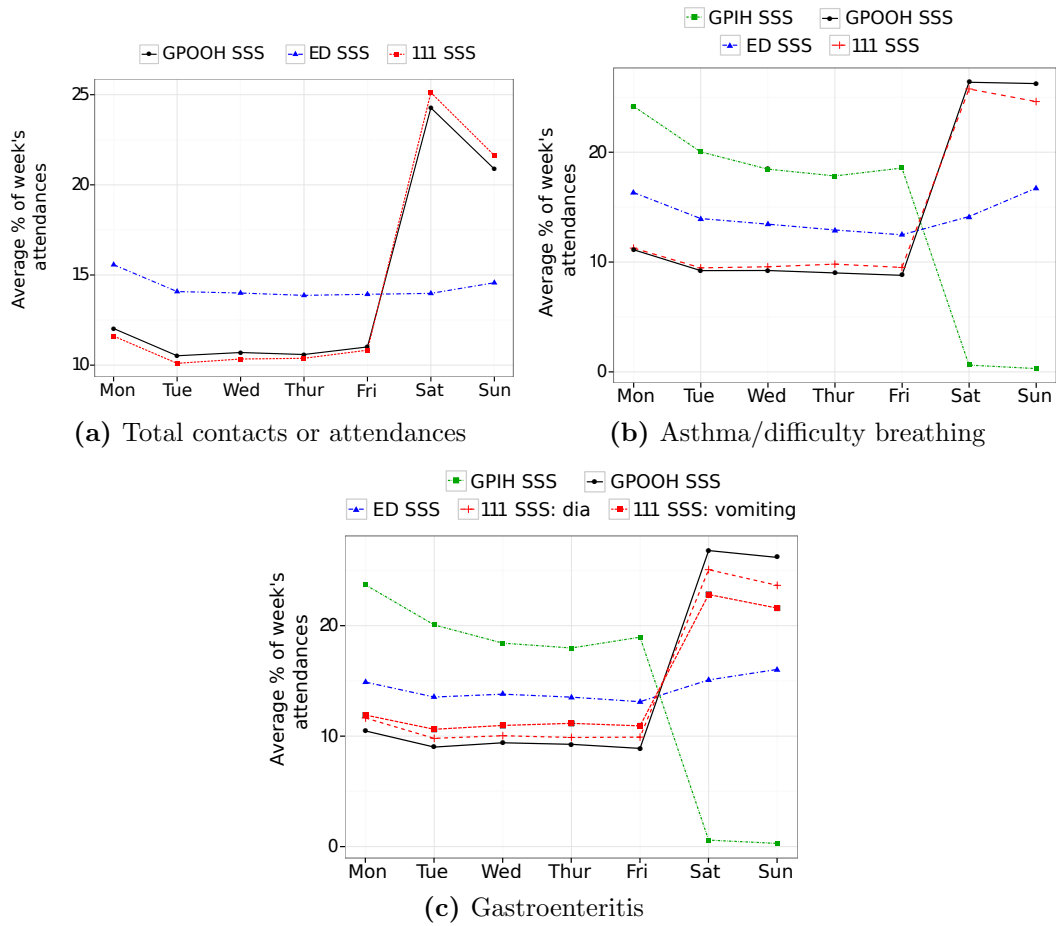 GPOOH SSS ED SSS 111 SSS
Average % of week's
attendances
25
20
15
10
Mon Tue Wed Thur Fri Sat Sun
(a) Total contacts or attendances
GPIH SSS GPOOH SSS
ED SSS 111 SSS
Average % of week's
attendances
20
10
0
Mon Tue Wed Thur Fri Sat Sun
(b) Asthma/difficulty breathing
GPIH SSS GPOOH SSS
ED SSS 111 SSS: dia 111 SSS: vomiting
Average % of week's
attendances
20
10
0
Mon Tue Wed Thur Fri Sat Sun
(c) Gastroenteritis